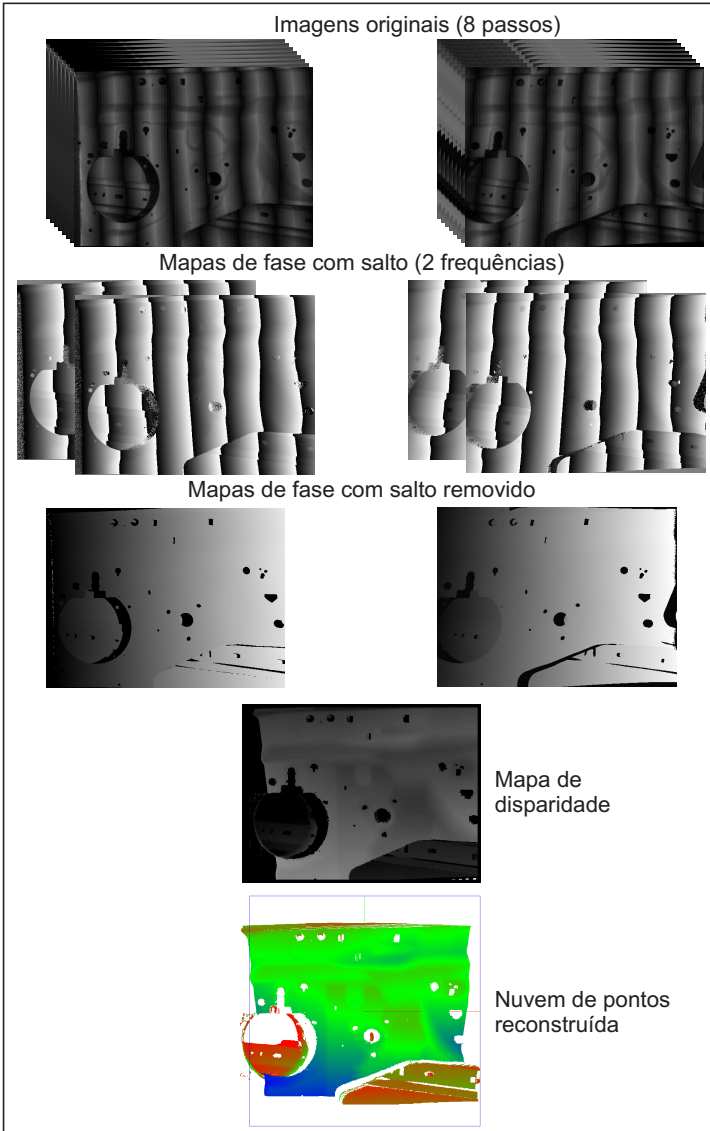 Imagens originais (8 passos)
Mapas de fase com salto (2 frequências)
Mapas de fase com salto removido
Mapa de
disparidade
Nuvem de pontos
reconstruída